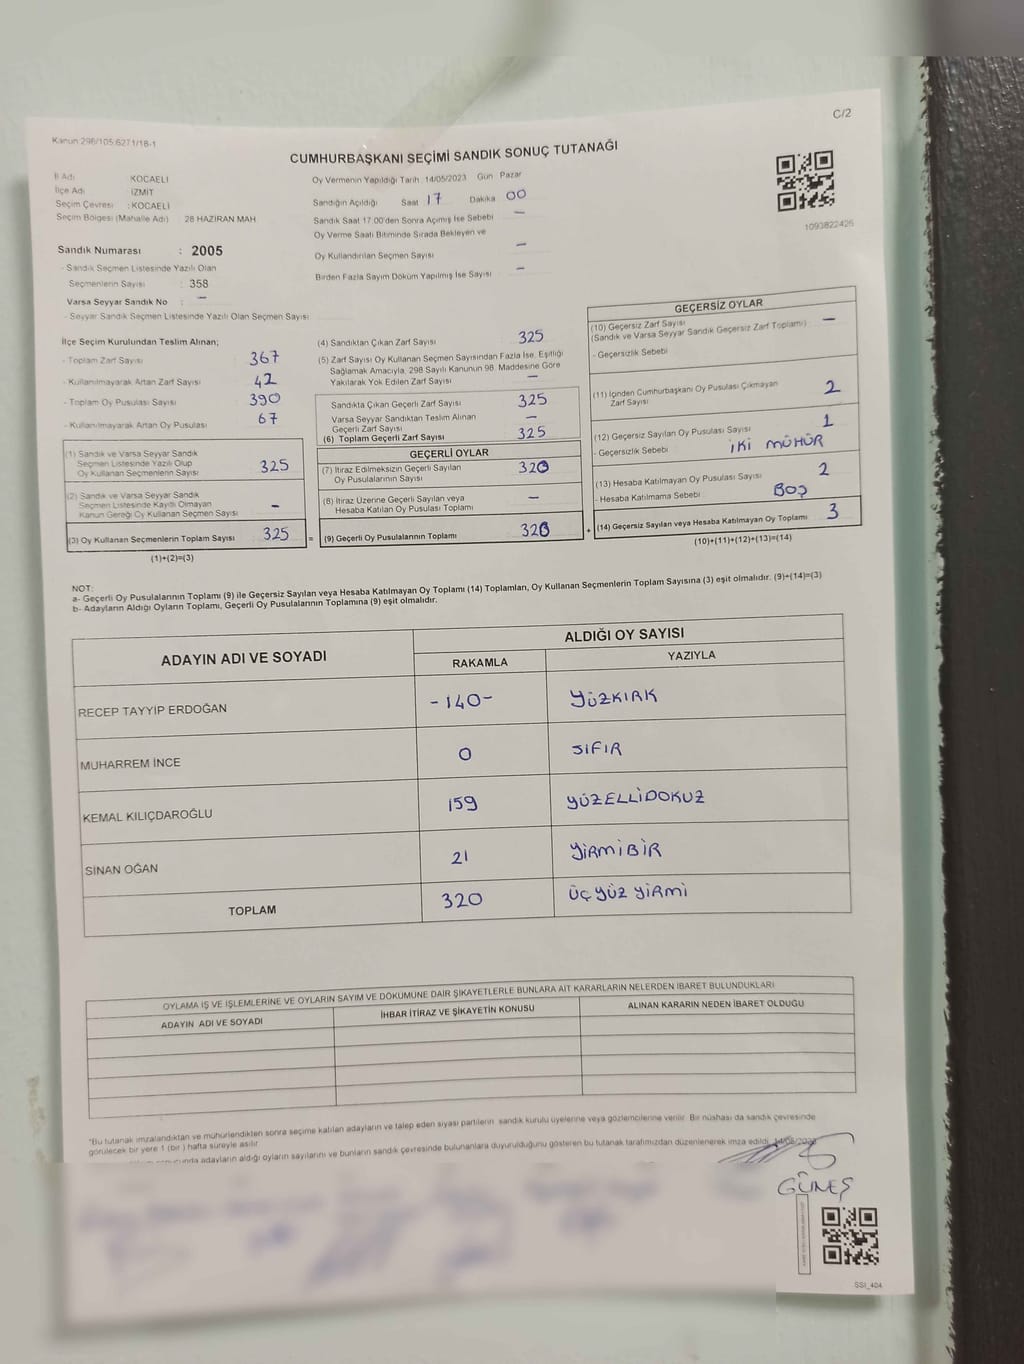 C/2
Kanun 298/105:6271/18-1
CUMHURBAŞKANI SEÇİMİ SANDIK SONUÇ TUTANAĞI
İl Adı KOCAELİ
İlçe Adı İZMİT
Seçim Çevresi : KOCAELİ
Seçim Bölgesi (Mahalle Adı) : 28 HAZİRAN MAH
Sandık Numarası : 2005
- Sandık Seçmen Listesinde Yazılı Olan
Seçmenlerin Sayısı : 358
Varsa Seyyar Sandık No : –
- Seyyar Sandık Seçmen Listesinde Yazılı Olan Seçmen Sayısı
Oy Vermenin Yapıldığı Tarih 14/05/2023 Gün Pazar
Sandığın Açıldığı Saat 17 Dakika 00
Sandık Saat 17:00'den Sonra Açılmış İse Sebebi –
Oy Verme Saati Bitiminde Sırada Bekleyen ve
Oy Kullandırılan Seçmen Sayısı –
Birden Fazla Sayım Döküm Yapılmış İse Sayısı –
1093822426
İlçe Seçim Kurulundan Teslim Alınan;
- Toplam Zarf Sayısı 367
- Kullanılmayarak Artan Zarf Sayısı 42
- Toplam Oy Pusulası Sayısı 390
- Kullanılmayarak Artan Oy Pusulası 67
(1) Sandık ve Varsa Seyyar Sandık
Seçmen Listesinde Yazılı Olup
Oy Kullanan Seçmenlerin Sayısı 325
(2) Sandık ve Varsa Seyyar Sandık
Seçmen Listesinde Kayıtlı Olmayan
Kanun Gereği Oy Kullanan Seçmen Sayısı -
(3) Oy Kullanan Seçmenlerin Toplam Sayısı 325
(1)+(2)=(3)
(4) Sandıktan Çıkan Zarf Sayısı 325
(5) Zarf Sayısı Oy Kullanan Seçmen Sayısından Fazla İse, Eşitliği
Sağlamak Amacıyla, 298 Sayılı Kanunun 98. Maddesine Göre
Yakılarak Yok Edilen Zarf Sayısı –
Sandıkta Çıkan Geçerli Zarf Sayısı 325
Varsa Seyyar Sandıktan Teslim Alınan
Geçerli Zarf Sayısı –
(6) Toplam Geçerli Zarf Sayısı 325
GEÇERLİ OYLAR
(7) İtiraz Edilmeksizin Geçerli Sayılan
Oy Pusulalarının Sayısı 320
(8) İtiraz Üzerine Geçerli Sayılan veya
Hesaba Katılan Oy Pusulası Toplamı –
= (9) Geçerli Oy Pusulalarının Toplamı 320 +
GEÇERSİZ OYLAR
(10) Geçersiz Zarf Sayısı –
(Sandık ve Varsa Seyyar Sandık Geçersiz Zarf Toplamı)
- Geçersizlik Sebebi
(11) İçinden Cumhurbaşkanı Oy Pusulası Çıkmayan 2
Zarf Sayısı
(12) Geçersiz Sayılan Oy Pusulası Sayısı 1
- Geçersizlik Sebebi İKİ MÜHÜR
(13) Hesaba Katılmayan Oy Pusulası Sayısı 2
- Hesaba Katılmama Sebebi BOŞ
(14) Geçersiz Sayılan veya Hesaba Katılmayan Oy Toplamı 3
(10)+(11)+(12)+(13)=(14)
NOT:
a- Geçerli Oy Pusulalarının Toplamı (9) ile Geçersiz Sayılan veya Hesaba Katılmayan Oy Toplamı (14) Toplamları, Oy Kullanan Seçmenlerin Toplam Sayısına (3) eşit olmalıdır. (9)+(14)=(3)
b- Adayların Aldığı Oyların Toplamı, Geçerli Oy Pusulalarının Toplamına (9) eşit olmalıdır.
ADAYIN ADI VE SOYADI ALDIĞI OY SAYISI
RAKAMLA YAZIYLA
RECEP TAYYİP ERDOĞAN -140- YÜZKIRK
MUHARREM İNCE 0 SIFIR
KEMAL KILIÇDAROĞLU 159 YÜZELLİDOKUZ
SİNAN OĞAN 21 YİRMİBİR
TOPLAM 320 ÜÇ YÜZ YİRMİ
OYLAMA İŞ VE İŞLEMLERİNE VE OYLARIN SAYIM VE DÖKÜMÜNE DAİR ŞİKAYETLERLE BUNLARA AİT KARARLARIN NELERDEN İBARET BULUNDUKLARI
ADAYIN ADI VE SOYADI İHBAR İTİRAZ VE ŞİKAYETİN KONUSU ALINAN KARARIN NEDEN İBARET OLDUĞU
"Bu tutanak imzalandıktan ve mühürlendikten sonra seçime katılan adayların ve talep eden siyasi partilerin sandık kurulu üyelerine veya gözlemcilerine verilir. Bir nüshası da sandık çevresinde
görülecek bir yere 1 (bir) hafta süreyle asılır.
adayların aldığı oyların sayılarını ve bunların sandık çevresinde bulunanlara duyurulduğunu gösteren bu tutanak tarafımızdan düzenlenerek imza edildi.
GÜNEŞ
SSI_404